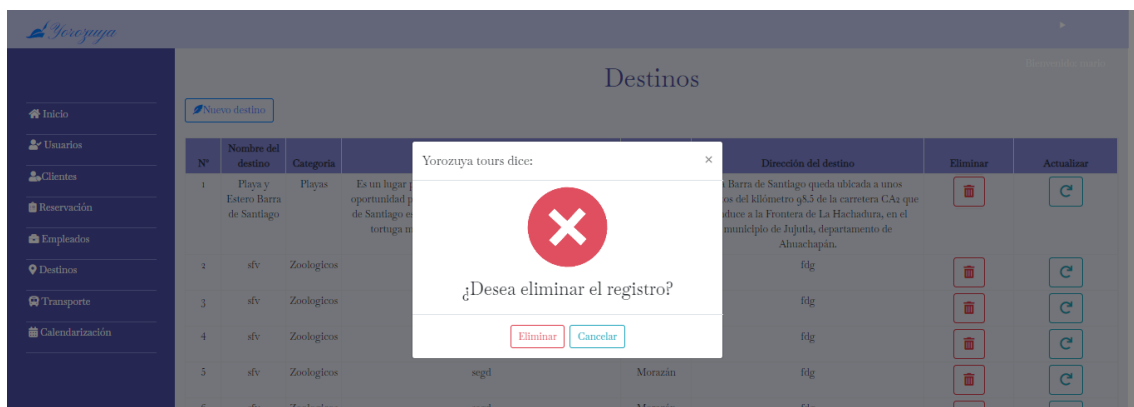 Yorozuya
Destinos
Inicio
Usuarios
Clientes
Reservación
Empleados
Destinos
Transporte
Calendarización
Nuevo destino
Nº Nombre del destino Categoría Dirección del destino Eliminar Actualizar
1 Playa y Playas Es un lugar
Estero Barra oportunidad
de Santiago de Santiago
tortuga
Barra de Santiago queda ubicada a unos
del kilómetro 98.5 de la carretera CA2 que
a la Frontera de La Hachadura, en el
municipio de Jujutla, departamento de
Ahuachapán.
2 sfv Zoologicos fdg
3 sfv Zoologicos fdg
4 sfv Zoologicos fdg
5 sfv Zoologicos segd Morazán fdg
Yorozuya tours dice: ×
¿Desea eliminar el registro?
Eliminar Cancelar